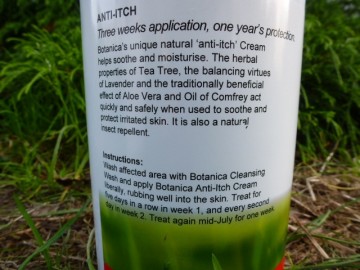 ANTI-ITCH
Three weeks application, one year's protection.
Botanica's unique natural 'anti-itch' Cream
helps soothe and moisturise. The herbal
properties of Tea Tree, the balancing virtues
of Lavender and the traditionally beneficial
effect of Aloe Vera and Oil of Comfrey act
quickly and safely when used to soothe and
protect irritated skin. It is also a natural
insect repellent.
Instructions:
Wash affected area with Botanica Cleansing
Wash and apply Botanica Anti-Itch Cream
liberally, rubbing well into the skin. Treat for
five days in a row in week 1, and every second
day in week 2. Treat again mid-July for one week.